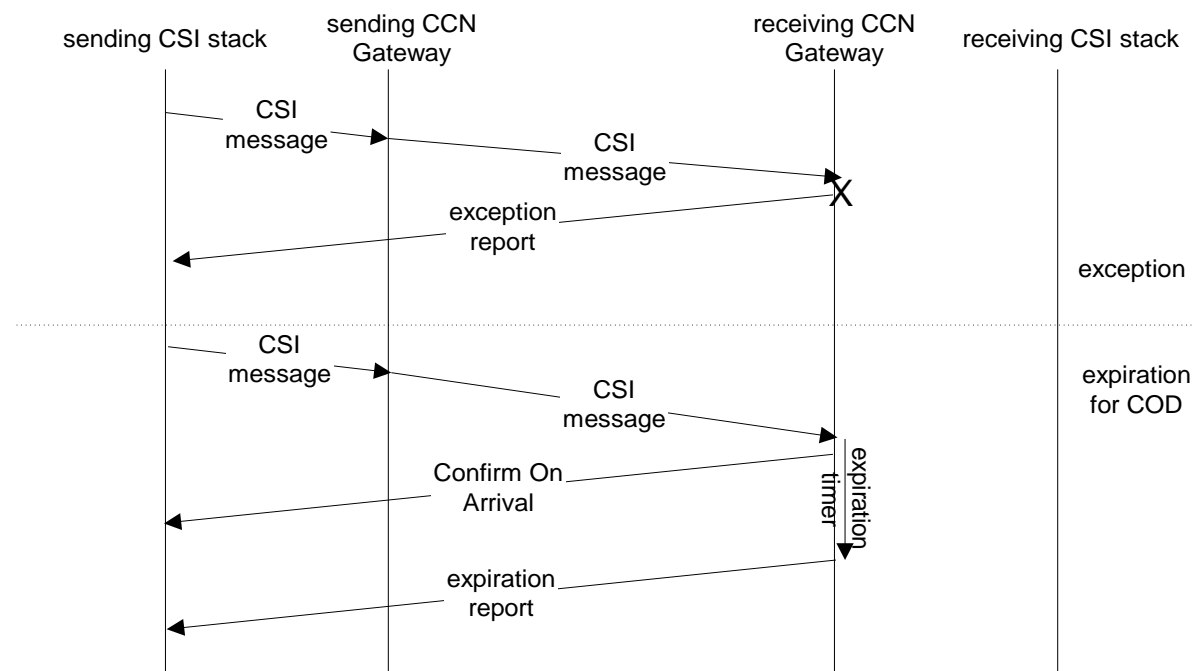 sending CSI stack
sending CCN
Gateway
receiving CCN
Gateway
receiving CSI stack
CSI
message
CSI
message
X
exception
report
exception
CSI
message
CSI
message
expiration
for COD
Confirm On
Arrival
expiration
timer
expiration
report